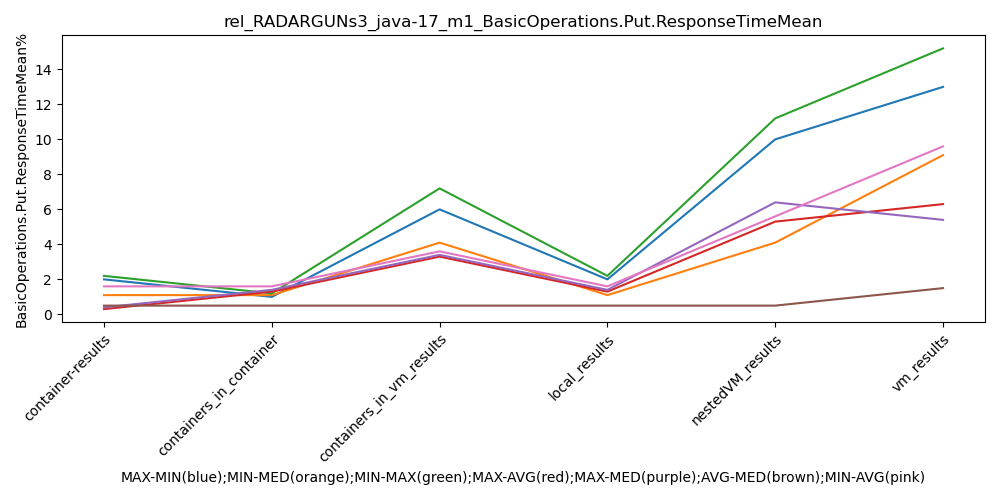 rel_RADARGUNs3_java-17_m1_BasicOperations.Put.ResponseTimeMean
BasicOperations.Put.ResponseTimeMean%
14
12
10
8
6
4
2
0
container-results
containers_in_container
containers_in_vm_results
local_results
nestedVM_results
vm_results
MAX-MIN(blue);MIN-MED(orange);MIN-MAX(green);MAX-AVG(red);MAX-MED(purple);AVG-MED(brown);MIN-AVG(pink)